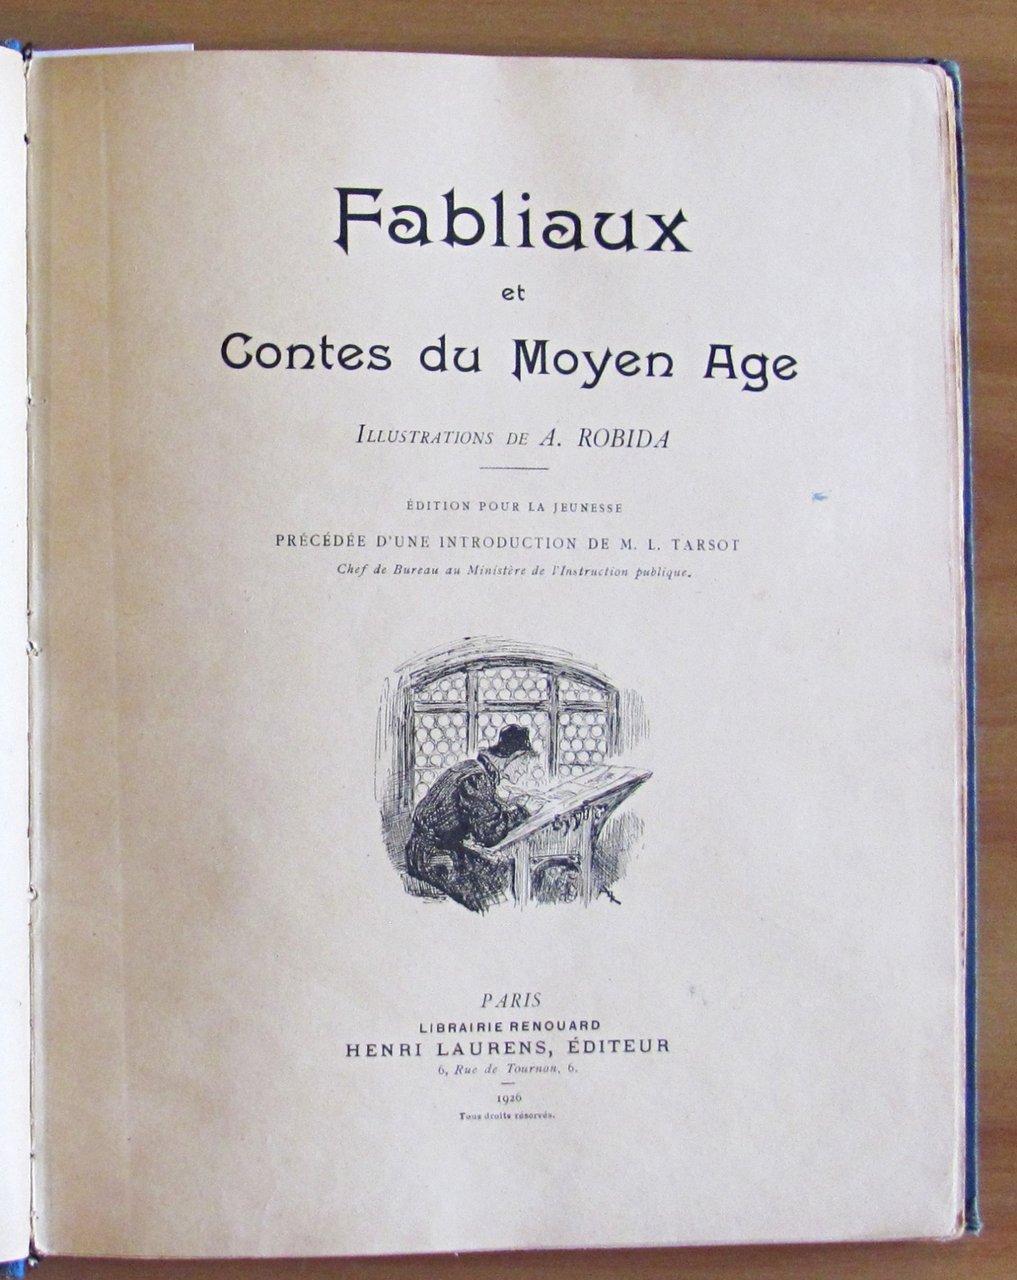 Fabliaux
et
Contes du Moyen Age
ILLUSTRATIONS DE A. ROBIDA
ÉDITION POUR LA JEUNESSE
PRÉCÉDÉE D'UNE INTRODUCTION DE M. L. TARSOT
Chef de Bureau au Ministère de l'Instruction publique.
PARIS
LIBRAIRIE RENOUARD
HENRI LAURENS, ÉDITEUR
6, Rue de Tournon, 6.
1926
Tous droits réservés.